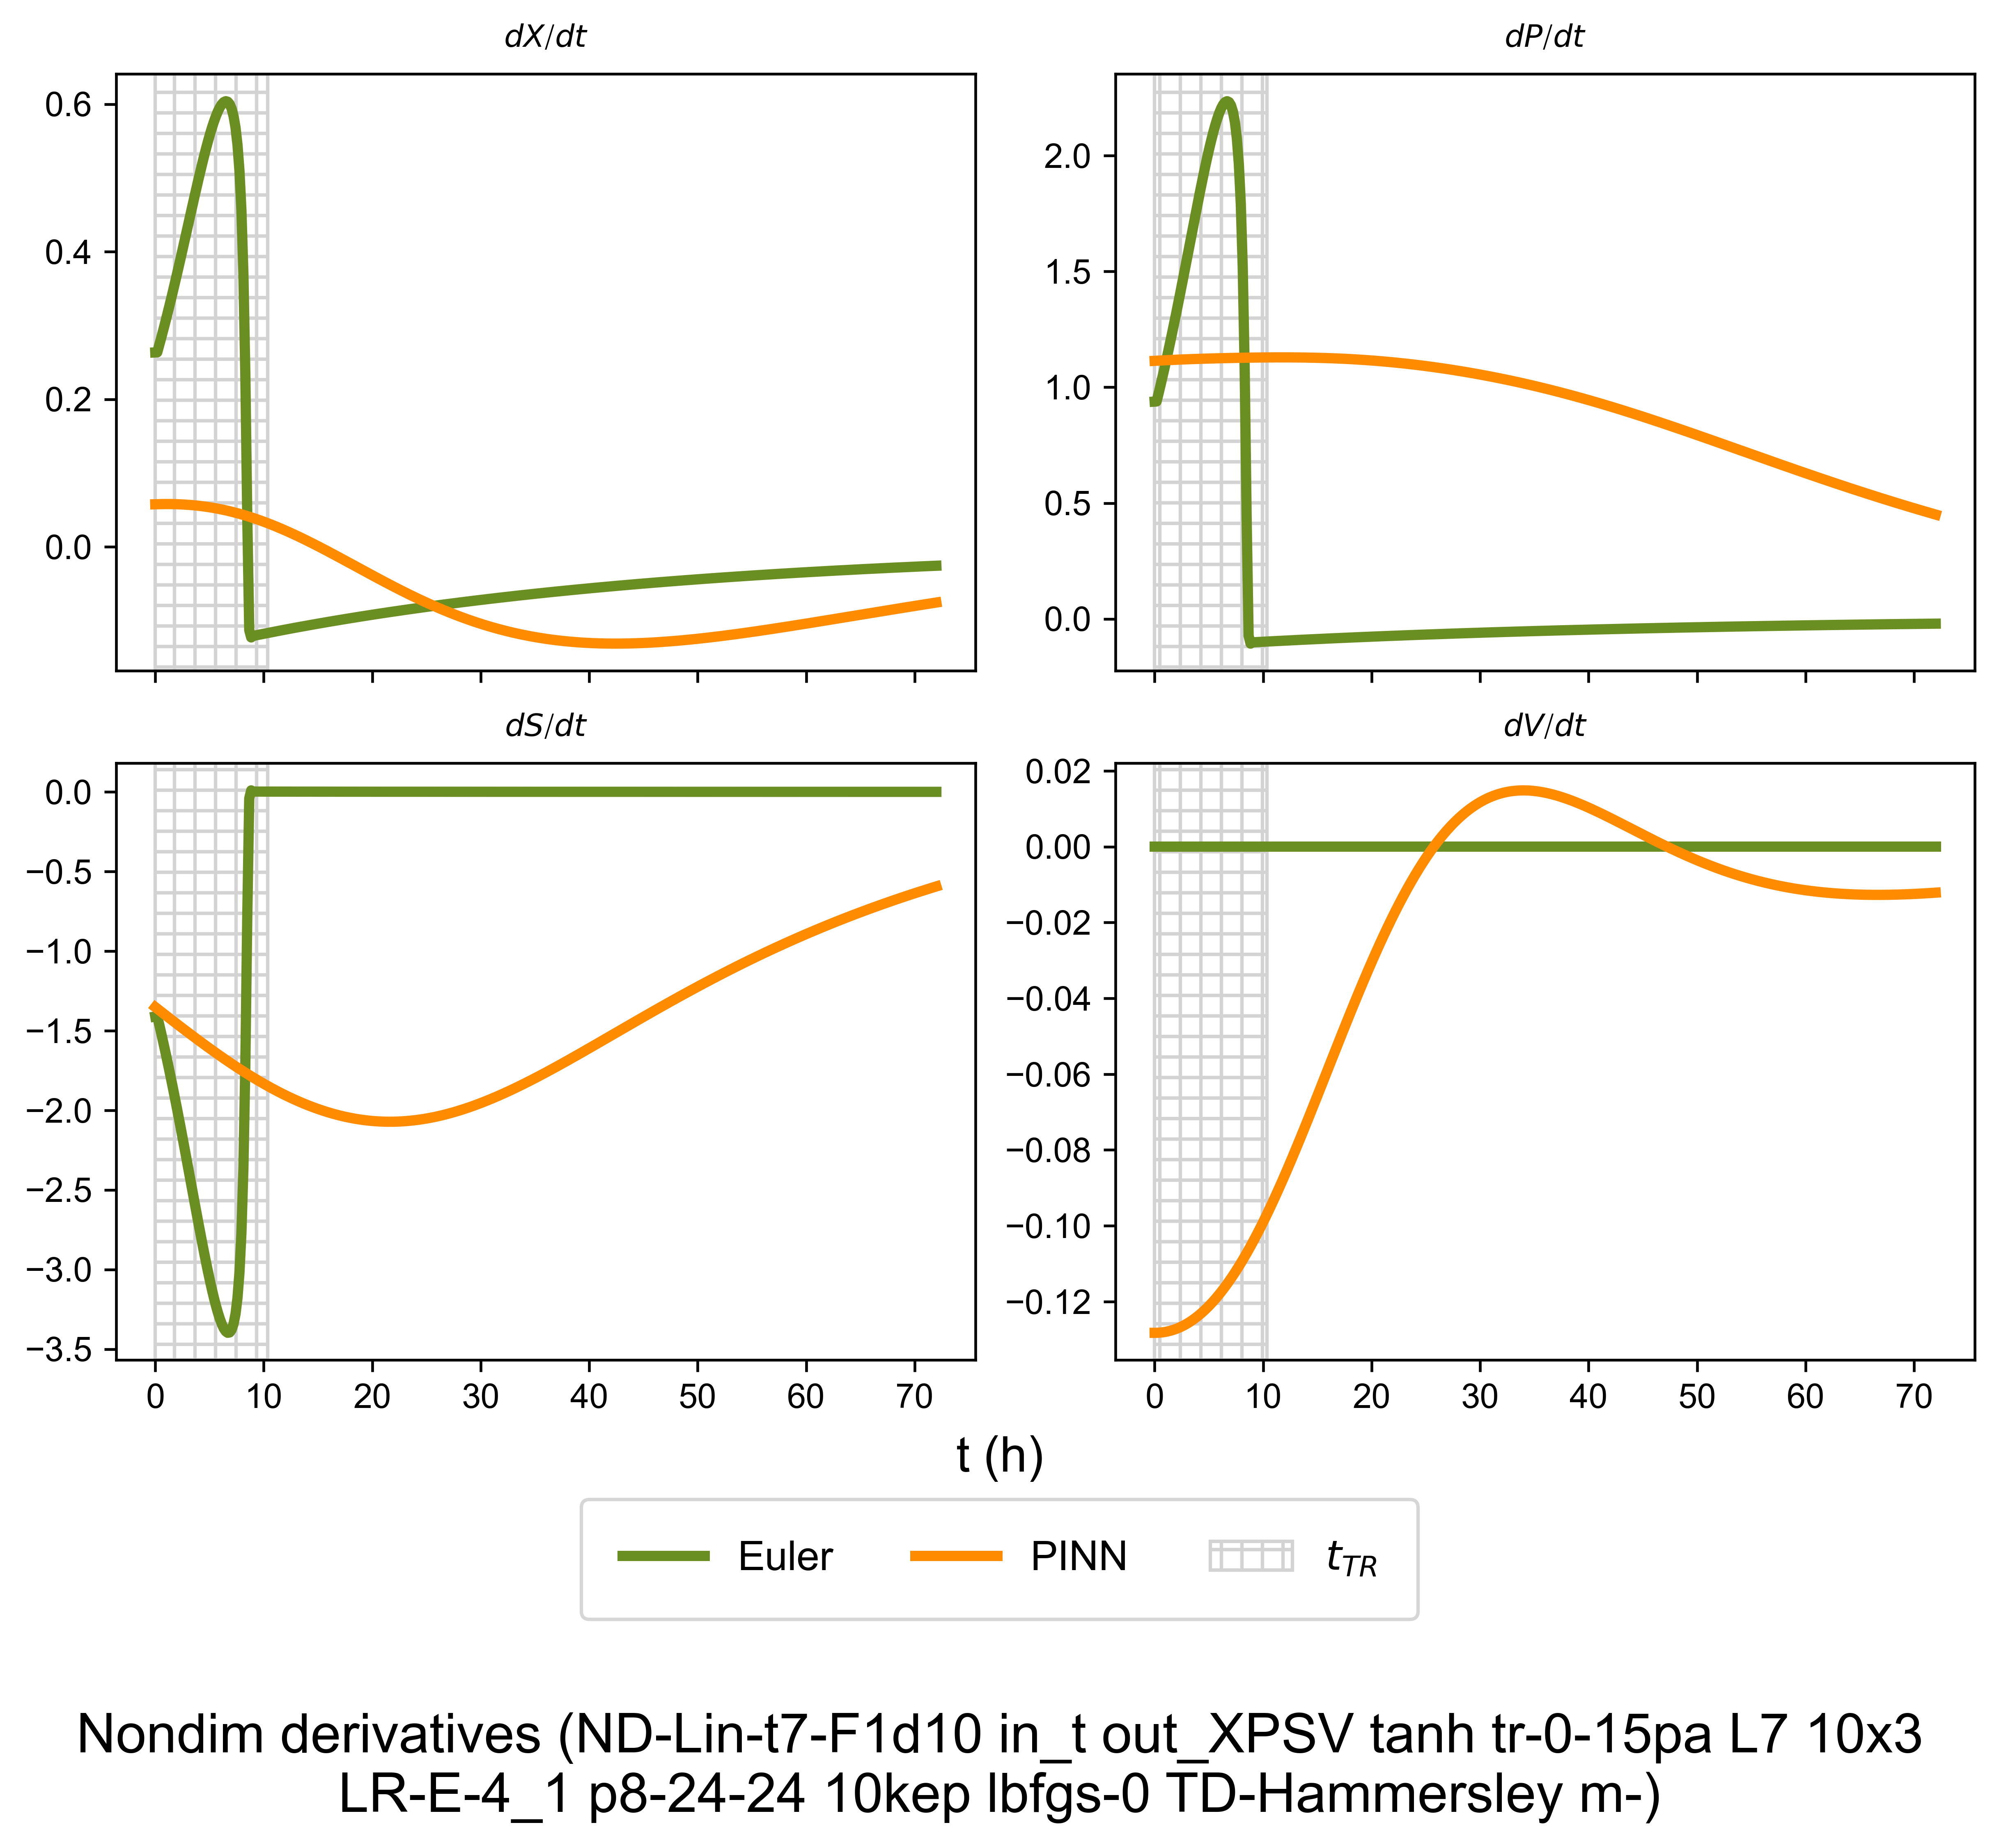 dX/dt
dP/dt
0.6
0.4
0.2
0.0
2.0
1.5
1.0
0.5
0.0
dS/dt
dV/dt
0.0
−0.5
−1.0
−1.5
−2.0
−2.5
−3.0
−3.5
0.02
0.00
−0.02
−0.04
−0.06
−0.08
−0.10
−0.12
0 10 20 30 40 50 60 70
0 10 20 30 40 50 60 70
t (h)
Euler PINN t_TR
Nondim derivatives (ND-Lin-t7-F1d10 in_t out_XPSV tanh tr-0-15pa L7 10x3
LR-E-4_1 p8-24-24 10kep lbfgs-0 TD-Hammersley m-)